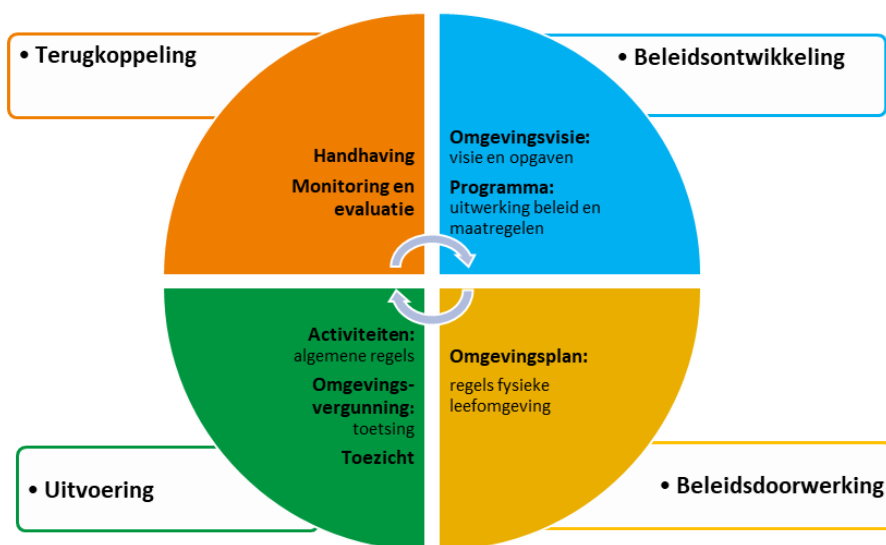 • Terugkoppeling
• Beleidsontwikkeling
Handhaving
Monitoring en
evaluatie
Omgevingsvisie:
visie en opgaven
Programma:
uitwerking beleid en
maatregelen
Activiteiten:
algemene regels
Omgevings-
vergunning:
toetsing
Toezicht
Omgevingsplan:
regels fysieke
leefomgeving
• Uitvoering
• Beleidsdoorwerking